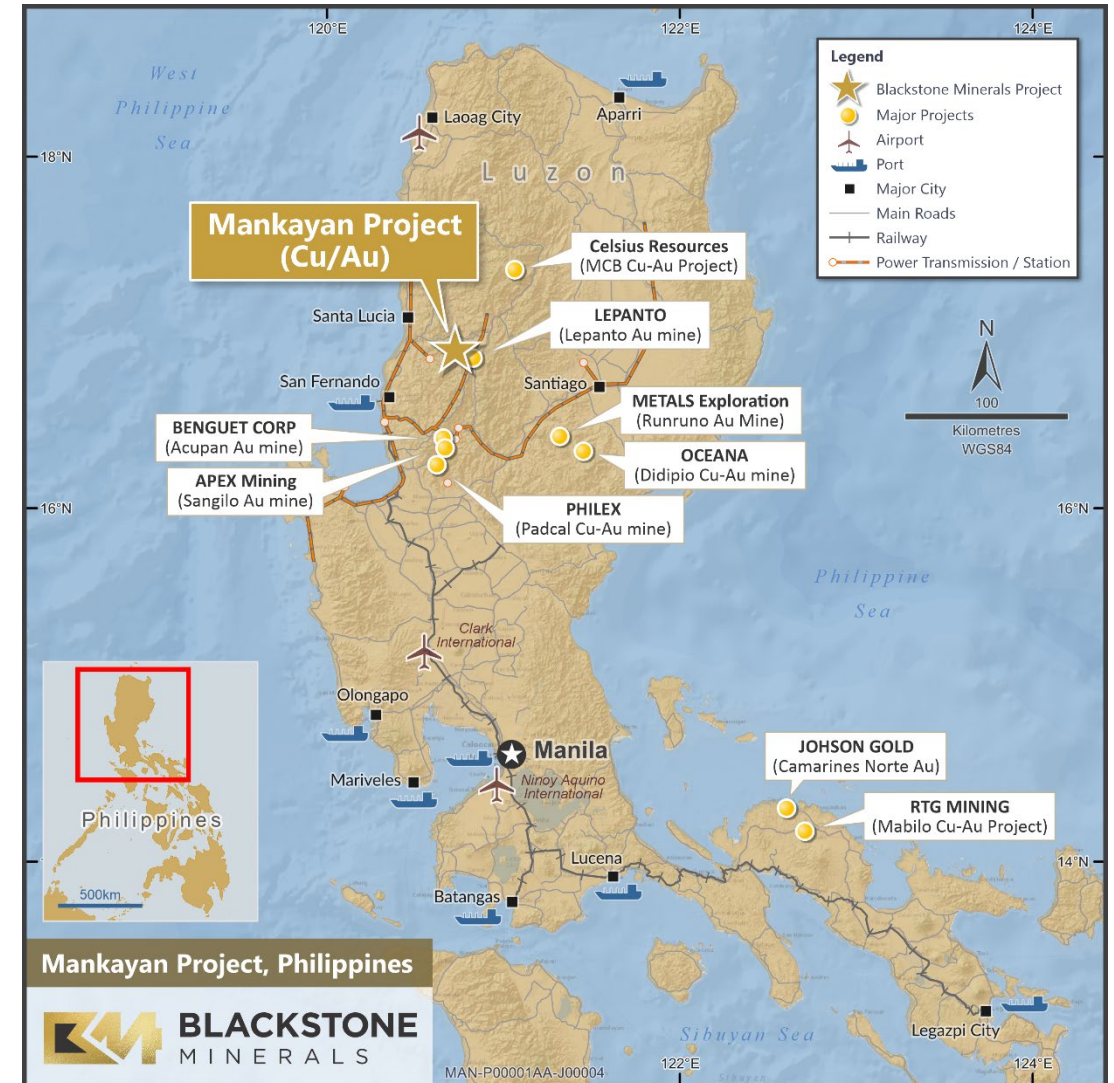 120°E
122°E
124°E
West
Philippine
Sea
Laoag City
Aparri
18°N
Luzon
Legend
Blackstone Minerals Project
Major Projects
Airport
Port
Major City
Main Roads
Railway
Power Transmission / Station
Mankayan Project
(Cu/Au)
Celsius Resources
(MCB Cu-Au Project)
Santa Lucia
LEPANTO
(Lepanto Au mine)
San Fernando
Santiago
N
100
Kilometres
WGS84
METALS Exploration
(Runruno Au Mine)
BENGUET CORP
(Acupan Au mine)
OCEANA
(Didipio Cu-Au mine)
APEX Mining
(Sangilo Au mine)
PHILEX
(Padcal Cu-Au mine)
16°N
16°N
Philippine
Sea
Clark
International
Olongapo
Manila
Mariveles
Ninoy Aquino
International
JOHSON GOLD
(Camarines Norte Au)
RTG MINING
(Mabilo Cu-Au Project)
Philippines
500km
Lucena
14°N
Batangas
Mankayan Project, Philippines
BLACKSTONE
MINERALS
Legazpi City
Sibuyan Sea
MAN-P00001AA-J00004
122°E
124°E